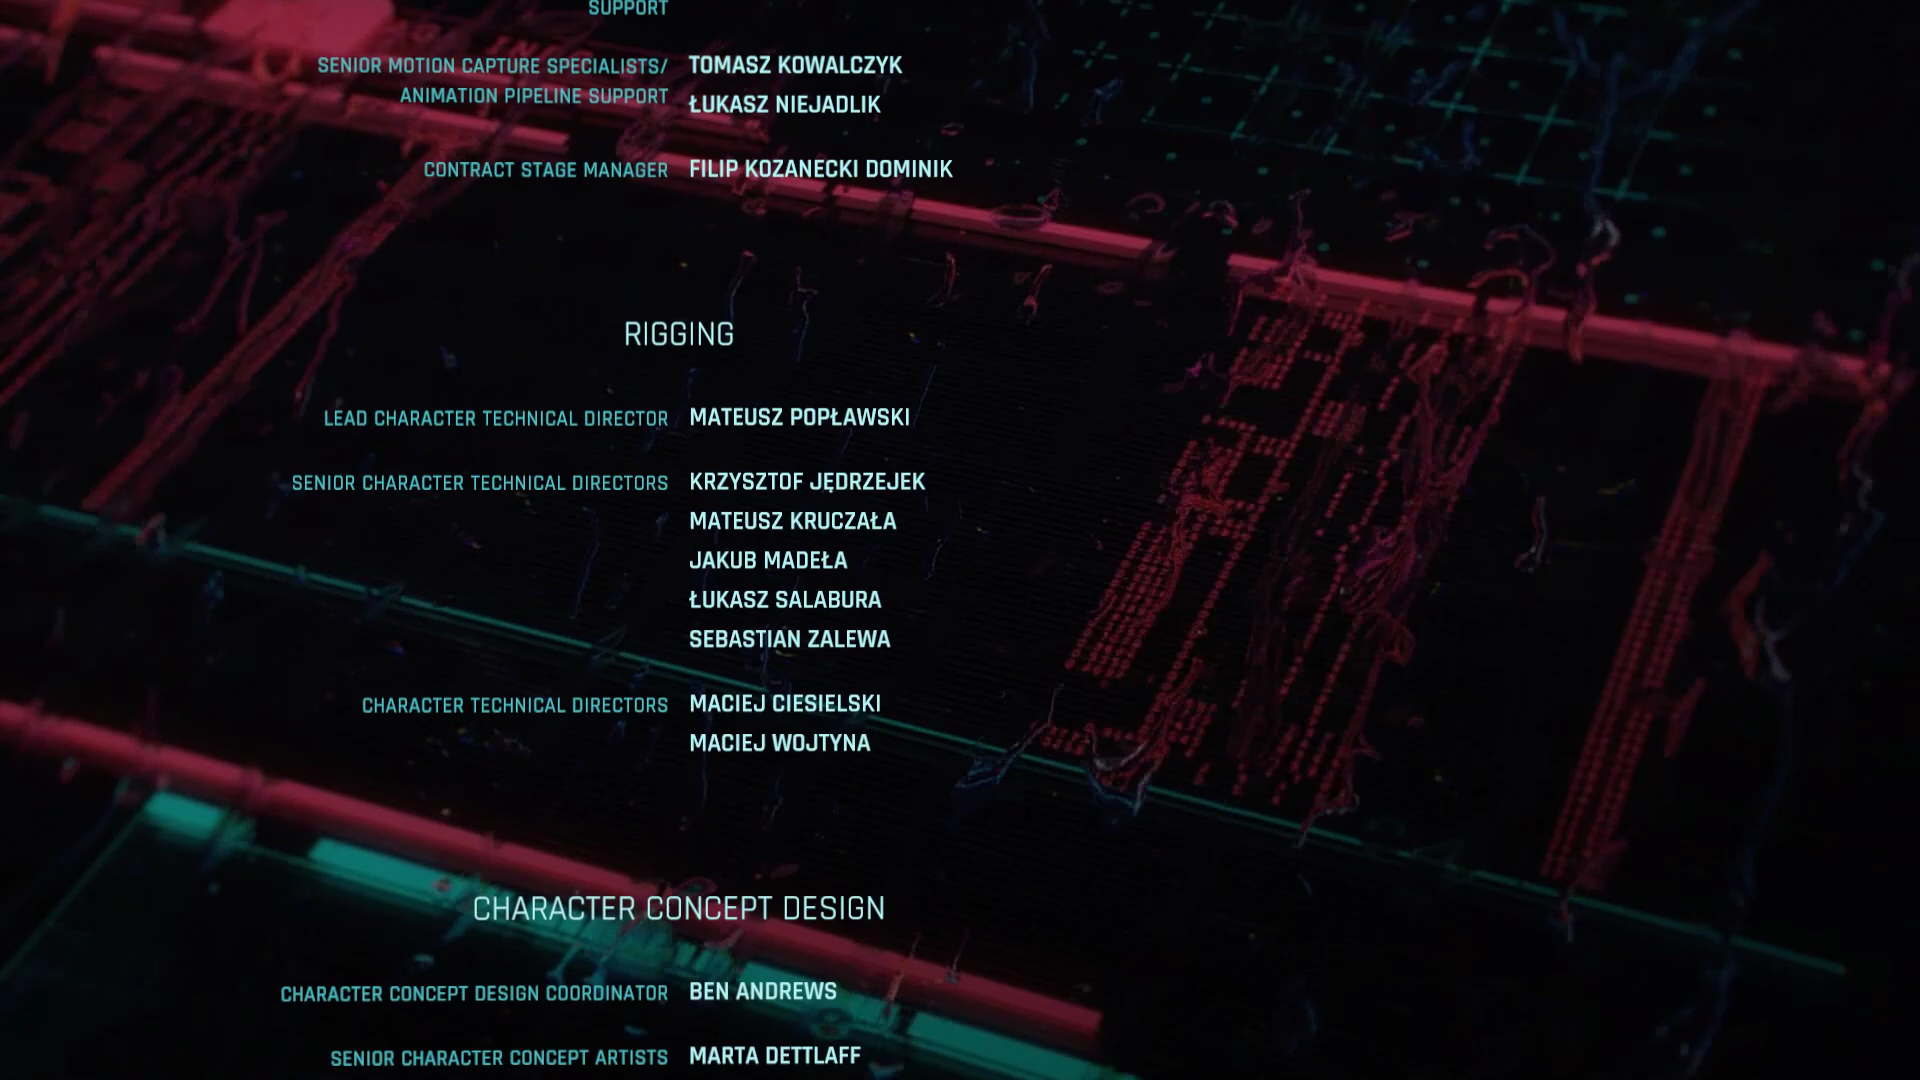 SUPPORT
SENIOR MOTION CAPTURE SPECIALISTS/ TOMASZ KOWALCZYK
ANIMATION PIPELINE SUPPORT ŁUKASZ NIEJADLIK
CONTRACT STAGE MANAGER FILIP KOZANECKI DOMINIK
RIGGING
LEAD CHARACTER TECHNICAL DIRECTOR MATEUSZ POPŁAWSKI
SENIOR CHARACTER TECHNICAL DIRECTORS KRZYSZTOF JĘDRZEJEK
MATEUSZ KRUCZAŁA
JAKUB MADEŁA
ŁUKASZ SALABURA
SEBASTIAN ZALEWA
CHARACTER TECHNICAL DIRECTORS MACIEJ CIESIELSKI
MACIEJ WOJTYNA
CHARACTER CONCEPT DESIGN
CHARACTER CONCEPT DESIGN COORDINATOR BEN ANDREWS
SENIOR CHARACTER CONCEPT ARTISTS MARTA DETTLAFF